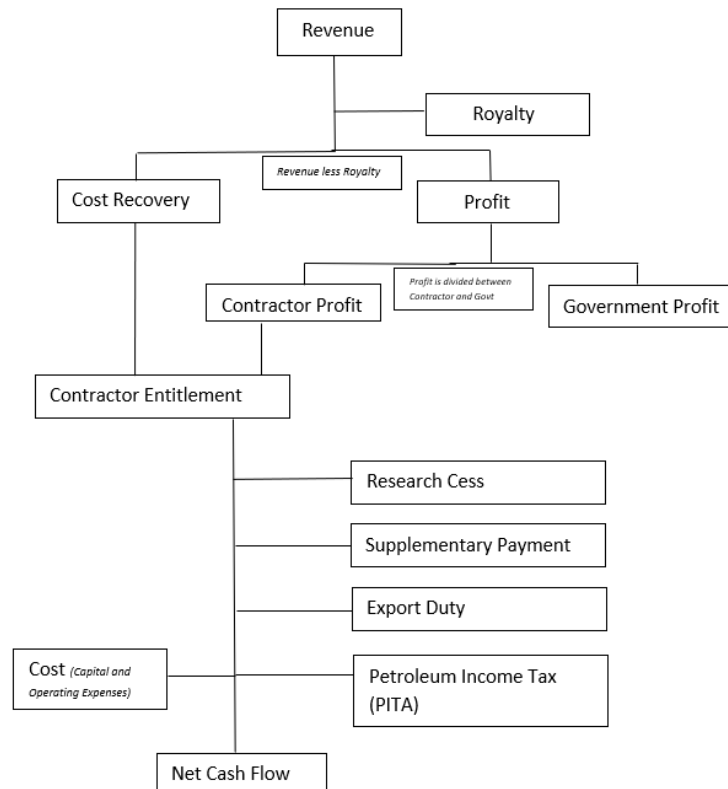 Revenue
Royalty
Revenue less Royalty
Cost Recovery
Profit
Profit is divided between
Contractor and Govt
Contractor Profit
Government Profit
Contractor Entitlement
Research Cess
Supplementary Payment
Export Duty
Cost (Capital and
Operating Expenses)
Petroleum Income Tax
(PITA)
Net Cash Flow